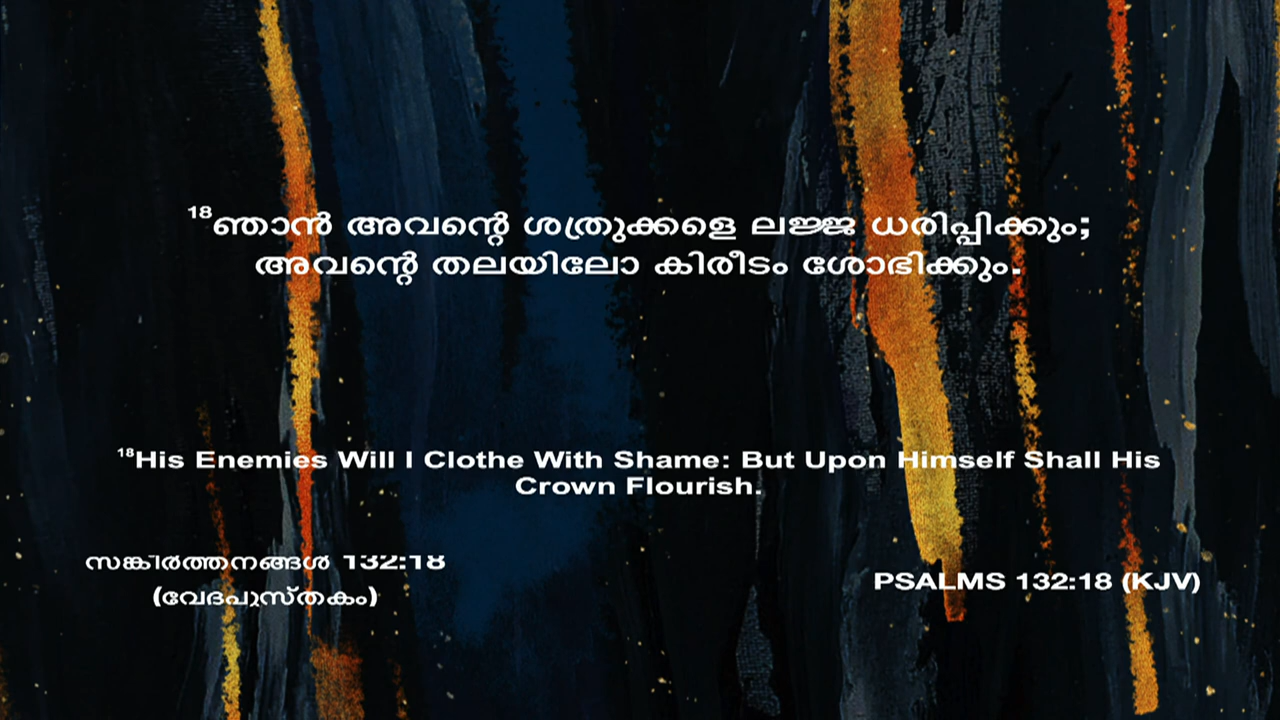 18ഞാൻ അവന്റെ ശത്രുക്കളെ ലജ്ജ ധരിപ്പിക്കും;
അവന്റെ തലയിലോ കിരീടം ശോഭിക്കും.
18His Enemies Will I Clothe With Shame: But Upon Himself Shall His
Crown Flourish.
സങ്കീർത്തനങ്ങൾ 132:18
(വേദപുസ്തകം)
PSALMS 132:18 (KJV)